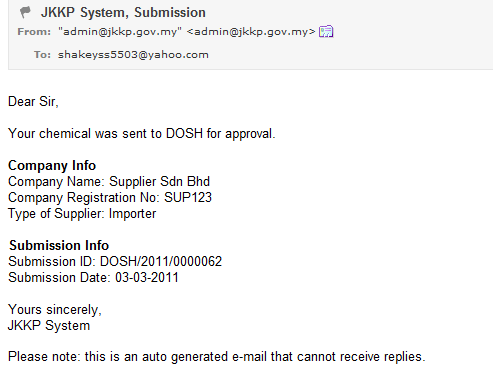 JKKP System, Submission
From: "admin@jkkp.gov.my" <admin@jkkp.gov.my>
To: shakeyss5503@yahoo.com
Dear Sir,
Your chemical was sent to DOSH for approval.
Company Info
Company Name: Supplier Sdn Bhd
Company Registration No: SUP123
Type of Supplier: Importer
Submission Info
Submission ID: DOSH/2011/0000062
Submission Date: 03-03-2011
Yours sincerely,
JKKP System
Please note: this is an auto generated e-mail that cannot receive replies.